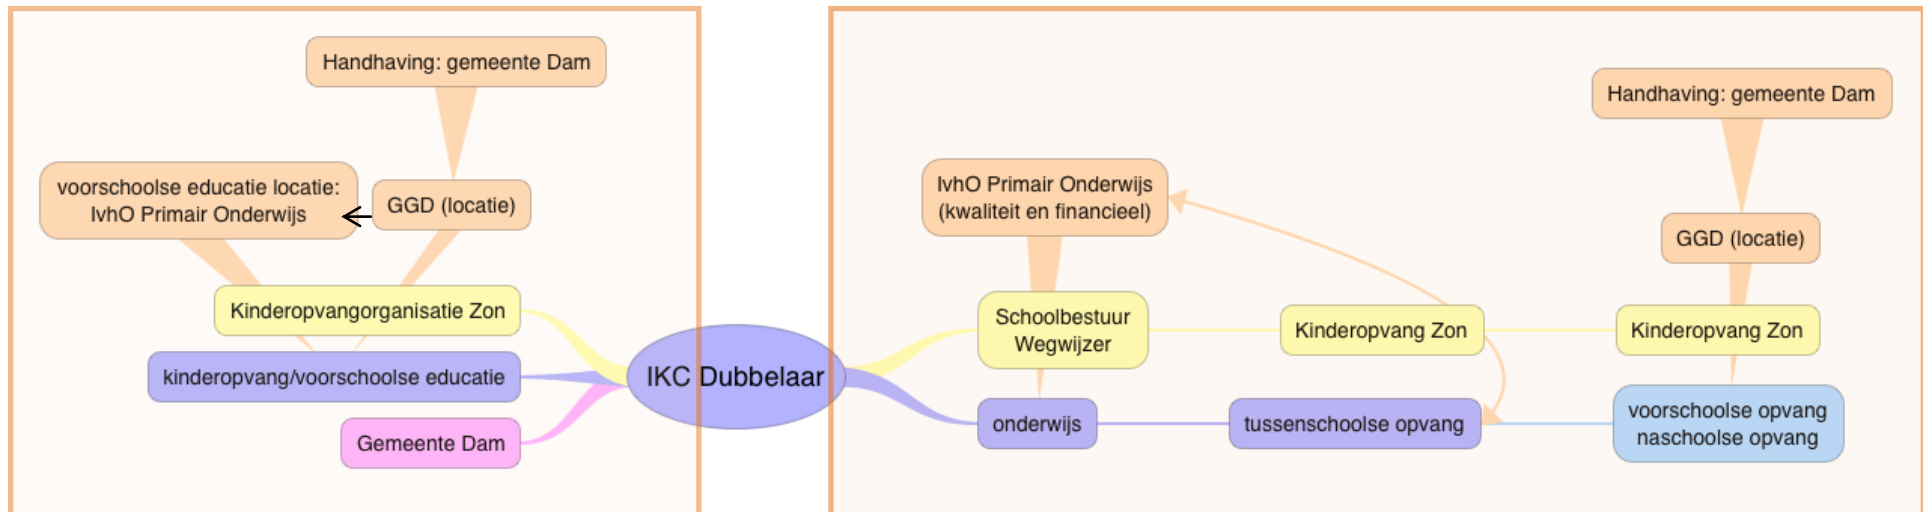 Handhaving: gemeente Dam
voorschoolse educatie locatie:
IvhO Primair Onderwijs
GGD (locatie)
Kinderopvangorganisatie Zon
kinderopvang/voorschoolse educatie
Gemeente Dam
IKC Dubbelaar
IvhO Primair Onderwijs
(kwaliteit en financieel)
Schoolbestuur
Wegwijzer
onderwijs
Kinderopvang Zon
tussenschoolse opvang
Handhaving: gemeente Dam
GGD (locatie)
Kinderopvang Zon
voorschoolse opvang
naschoolse opvang